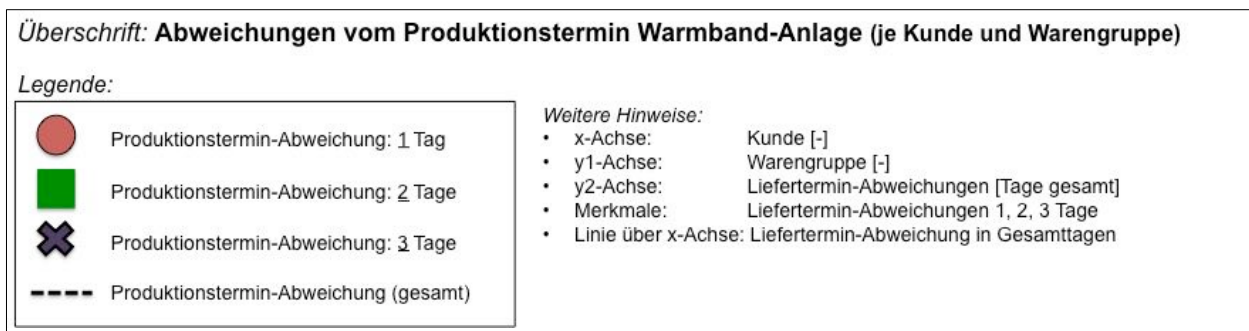 Überschrift: Abweichungen vom Produktionstermin Warmband-Anlage (je Kunde und Warengruppe)
Legende:
Produktionstermin-Abweichung: 1 Tag
Produktionstermin-Abweichung: 2 Tage
Produktionstermin-Abweichung: 3 Tage
Produktionstermin-Abweichung (gesamt)
Weitere Hinweise:
• x-Achse: Kunde [-]
• y1-Achse: Warengruppe [-]
• y2-Achse: Liefertermin-Abweichungen [Tage gesamt]
• Merkmale: Liefertermin-Abweichungen 1, 2, 3 Tage
• Linie über x-Achse: Liefertermin-Abweichung in Gesamttagen